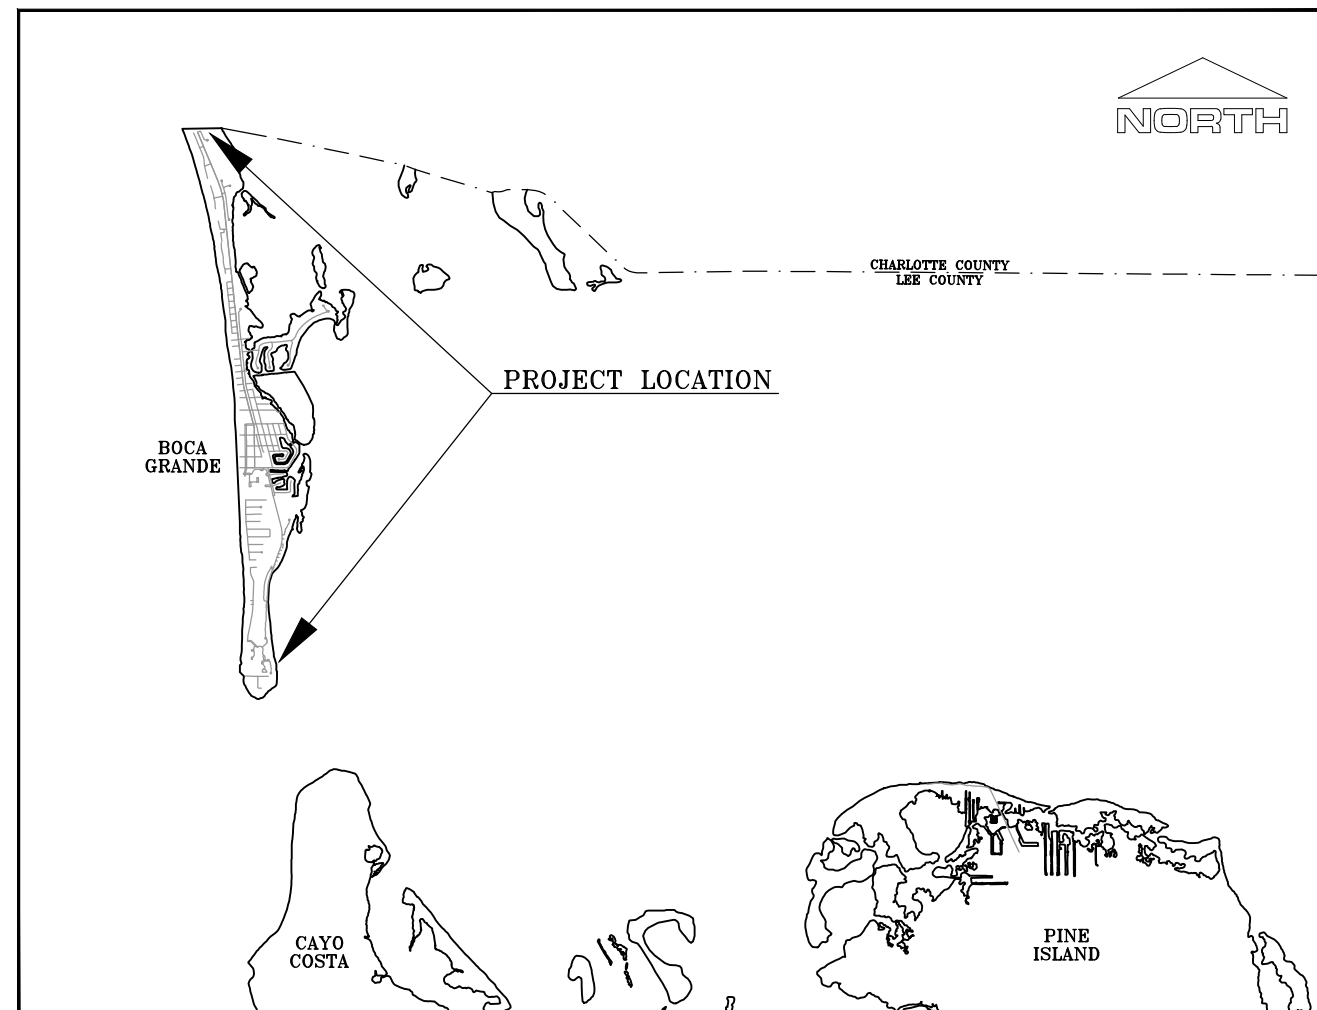 NORTH
CHARLOTTE COUNTY
LEE COUNTY
PROJECT LOCATION
BOCA
GRANDE
CAYO
COSTA
PINE
ISLAND